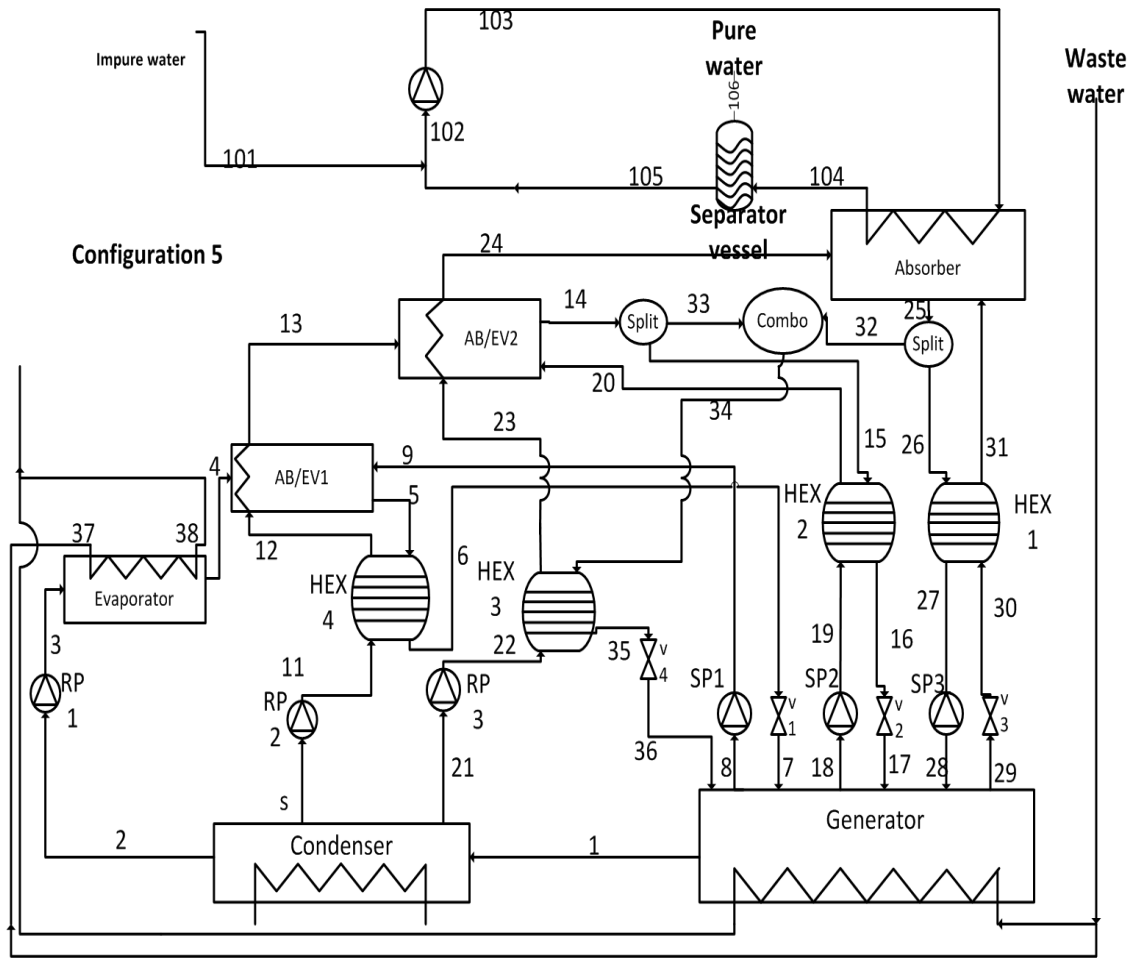 103
Pure
water
Waste
water
Impure water
106
102
101
105
104
Separator
vessel
Configuration 5
24
Absorber
14
33
25
13
Split
Combo
32
Split
AB/EV2
20
34
23
15
26
31
9
4
AB/EV1
5
HEX
2
HEX
1
37
38
12
6
HEX
4
HEX
3
Evaporator
27
30
3
11
22
35
v
4
19
16
RP
1
RP
2
RP
3
SP1
SP2
SP3
v
1
v
2
v
3
36
21
8
7
18
17
28
29
s
2
Condenser
1
Generator